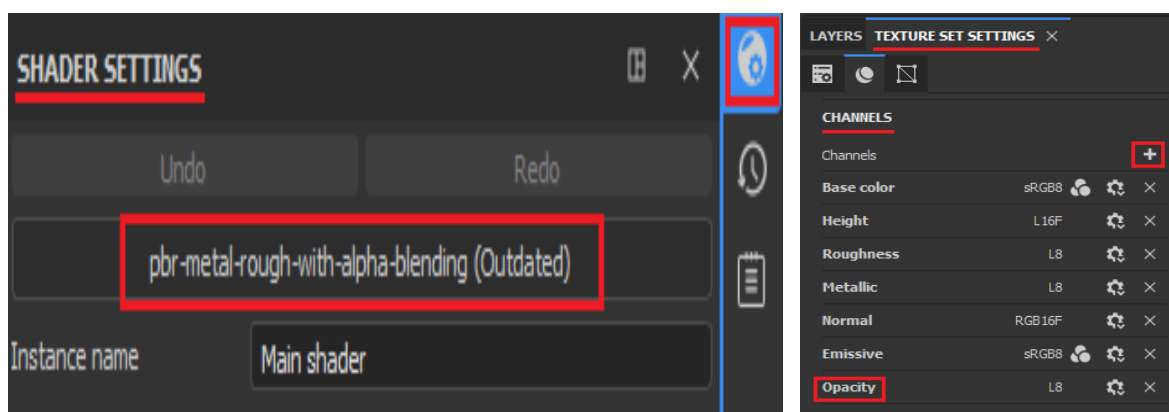 SHADER SETTINGS
Undo Redo
pbr-metal-rough-with-alpha-blending (Outdated)
Instance name Main shader
LAYERS TEXTURE SET SETTINGS
CHANNELS
Channels
Base color sRGB8
Height L16F
Roughness L8
Metallic L8
Normal RGB16F
Emissive sRGB8
Opacity L8